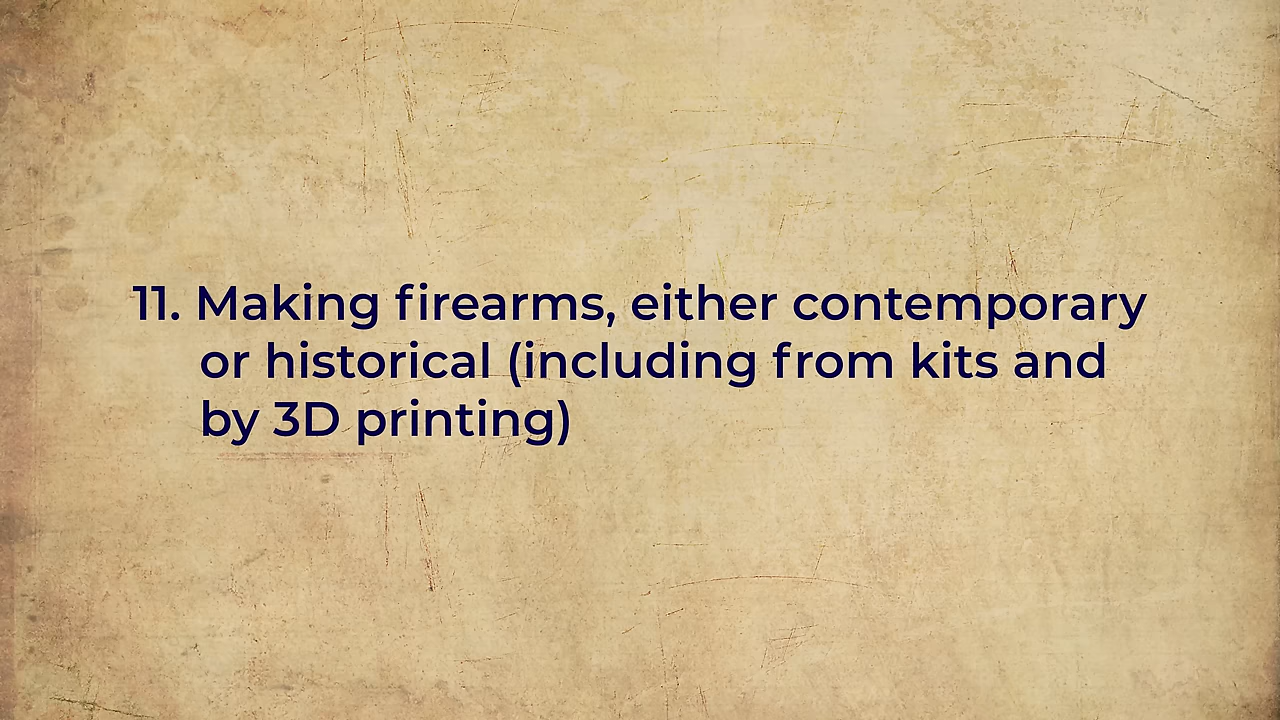 11. Making firearms, either contemporary
or historical (including from kits and
by 3D printing)